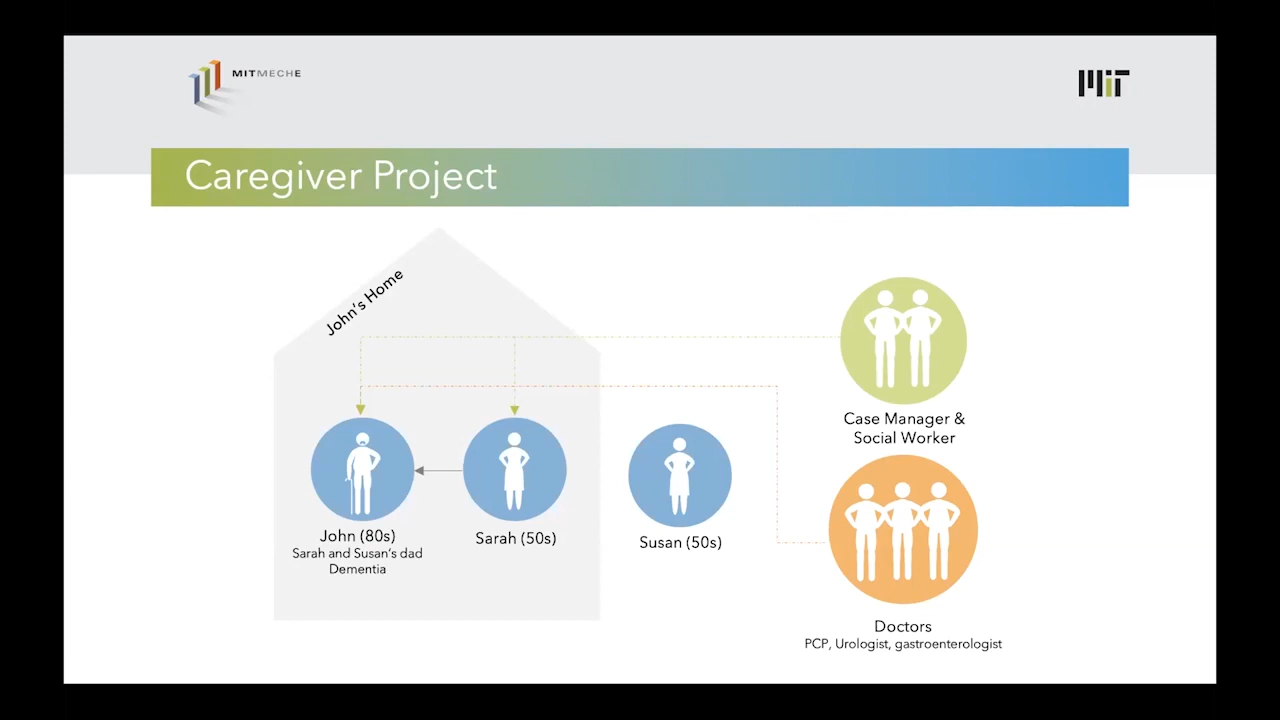 MITMECHE
MIT
Caregiver Project
John's Home
Case Manager &
Social Worker
John (80s)
Sarah and Susan's dad
Dementia
Sarah (50s)
Susan (50s)
Doctors
PCP, Urologist, gastroenterologist